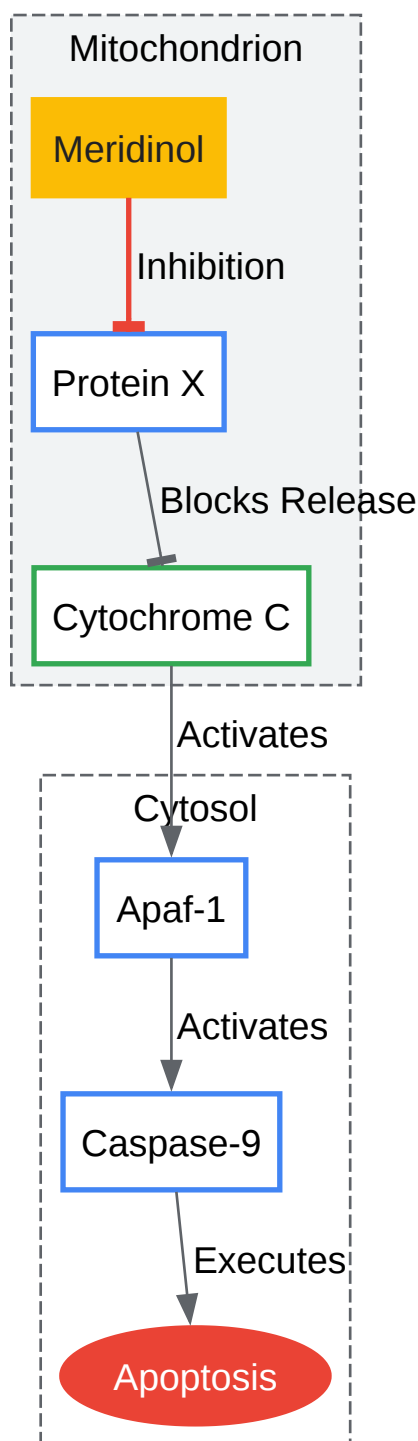 Mitochondrion
Meridinol
Inhibition
Protein X
Blocks Release
Cytochrome C
Activates
Cytosol
Apaf-1
Activates
Caspase-9
Executes
Apoptosis